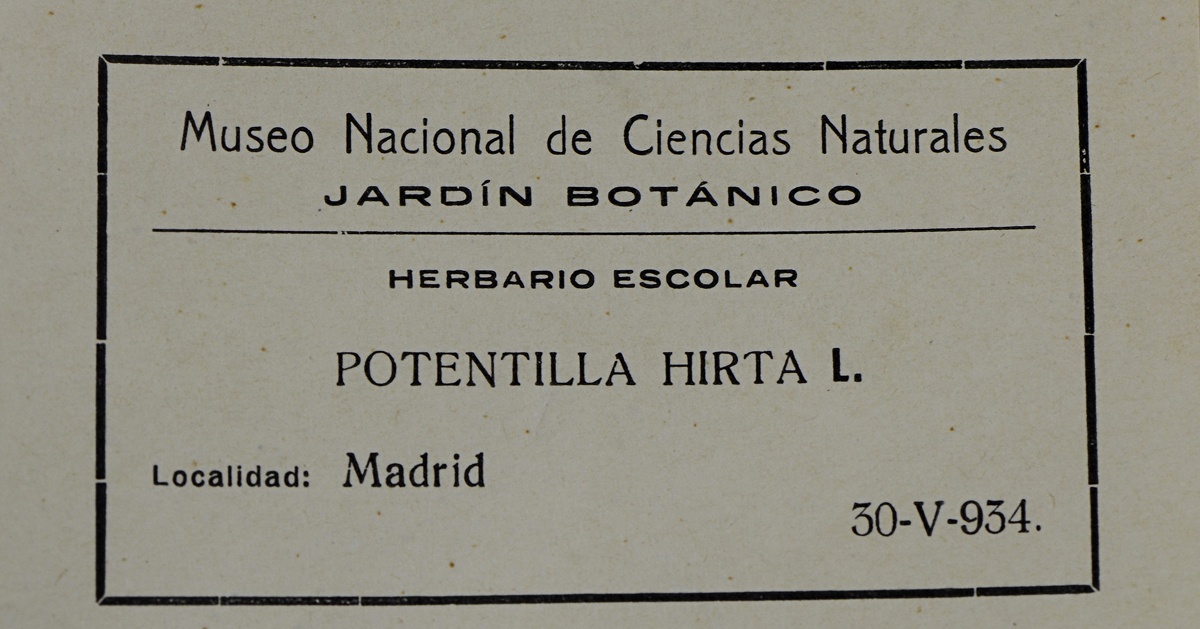 Museo Nacional de Ciencias Naturales
JARDÍN BOTÁNICO
HERBARIO ESCOLAR
POTENTILLA HIRTA L.
Localidad: Madrid
30-V-934.